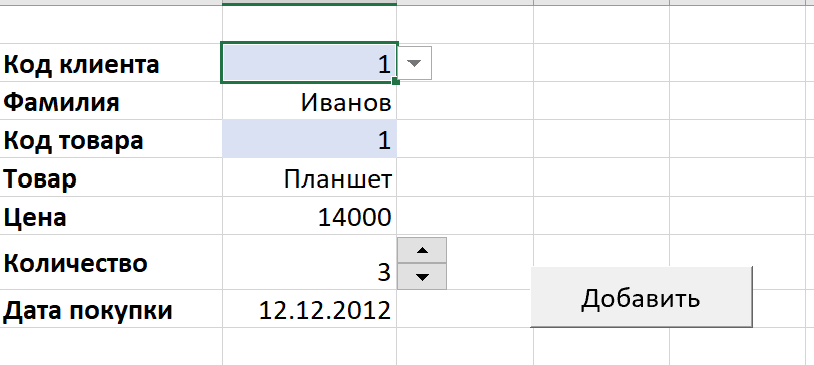 Код клиента 1
Фамилия Иванов
Код товара 1
Товар Планшет
Цена 14000
Количество 3
Добавить
Дата покупки 12.12.2012